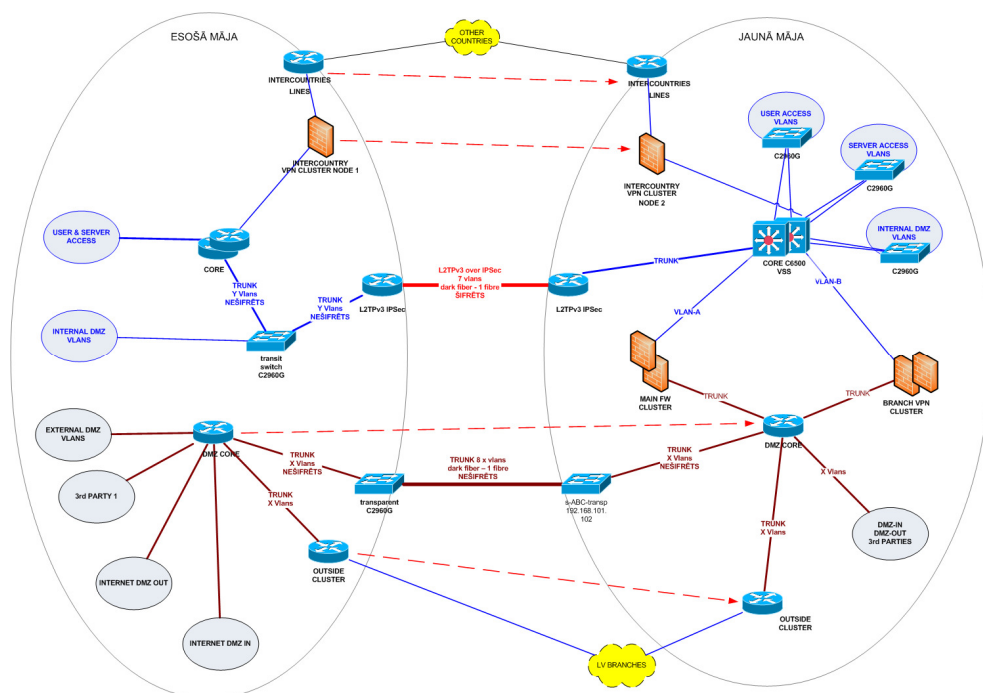 ESOŠĀ MĀJA
JAUNĀ MĀJA
OTHER
COUNTRIES
INTERCOUNTRIES
LINES
INTERCOUNTRIES
LINES
INTERCOUNTRY
VPN CLUSTER NODE 1
INTERCOUNTRY
VPN CLUSTER
NODE 2
USER ACCESS
VLANS
C2960G
SERVER ACCESS
VLANS
C2960G
INTERNAL DMZ
VLANS
C2960G
USER & SERVER
ACCESS
CORE
CORE C6500
VSS
TRUNK
Y Vlans
NEŠIFRĒTS
TRUNK
Y Vlans
NEŠIFRĒTS
L2TPv3 IPSec
L2TPv3 over IPSec
7 vlans
dark fiber - 1 fibre
ŠIFRĒTS
L2TPv3 IPSec
TRUNK
VLAN-A
VLAN-B
INTERNAL DMZ
VLANS
transit
switch
C2960G
MAIN FW
CLUSTER
BRANCH VPN
CLUSTER
TRUNK
TRUNK
EXTERNAL DMZ
VLANS
DMZ CORE
DMZ CORE
TRUNK
X Vlans
NEŠIFRĒTS
TRUNK 8 x vlans
dark fiber – 1 fibre
NEŠIFRĒTS
TRUNK
X Vlans
NEŠIFRĒTS
X Vlans
3rd PARTY 1
TRUNK
X Vlans
transparent
C2960G
s-ABC-transp
192.168.101.
102
TRUNK
X Vlans
DMZ-IN
DMZ-OUT
3rd PARTIES
INTERNET DMZ OUT
OUTSIDE
CLUSTER
OUTSIDE
CLUSTER
INTERNET DMZ IN
LV BRANCHES